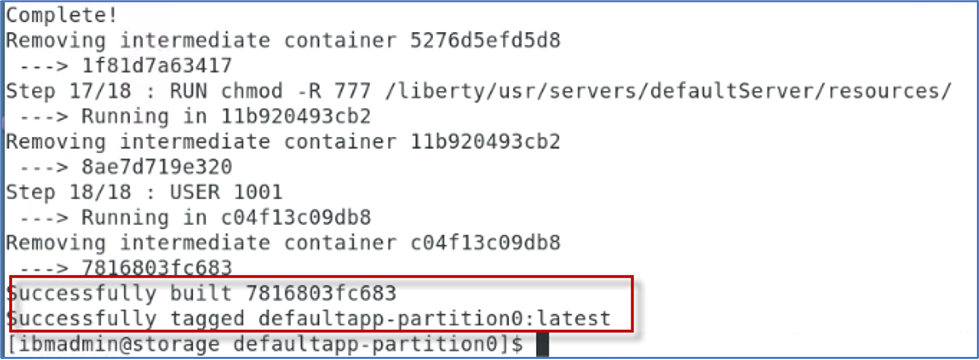 Complete!
Removing intermediate container 5276d5efd5d8
 ---> 1f81d7a63417
Step 17/18 : RUN chmod -R 777 /liberty/usr/servers/defaultServer/resources/
 ---> Running in 11b920493cb2
Removing intermediate container 11b920493cb2
 ---> 8ae7d719e320
Step 18/18 : USER 1001
 ---> Running in c04f13c09db8
Removing intermediate container c04f13c09db8
 ---> 7816803fc683
Successfully built 7816803fc683
Successfully tagged defaultapp-partition0:latest
[ibmadmin@storage defaultapp-partition0]$